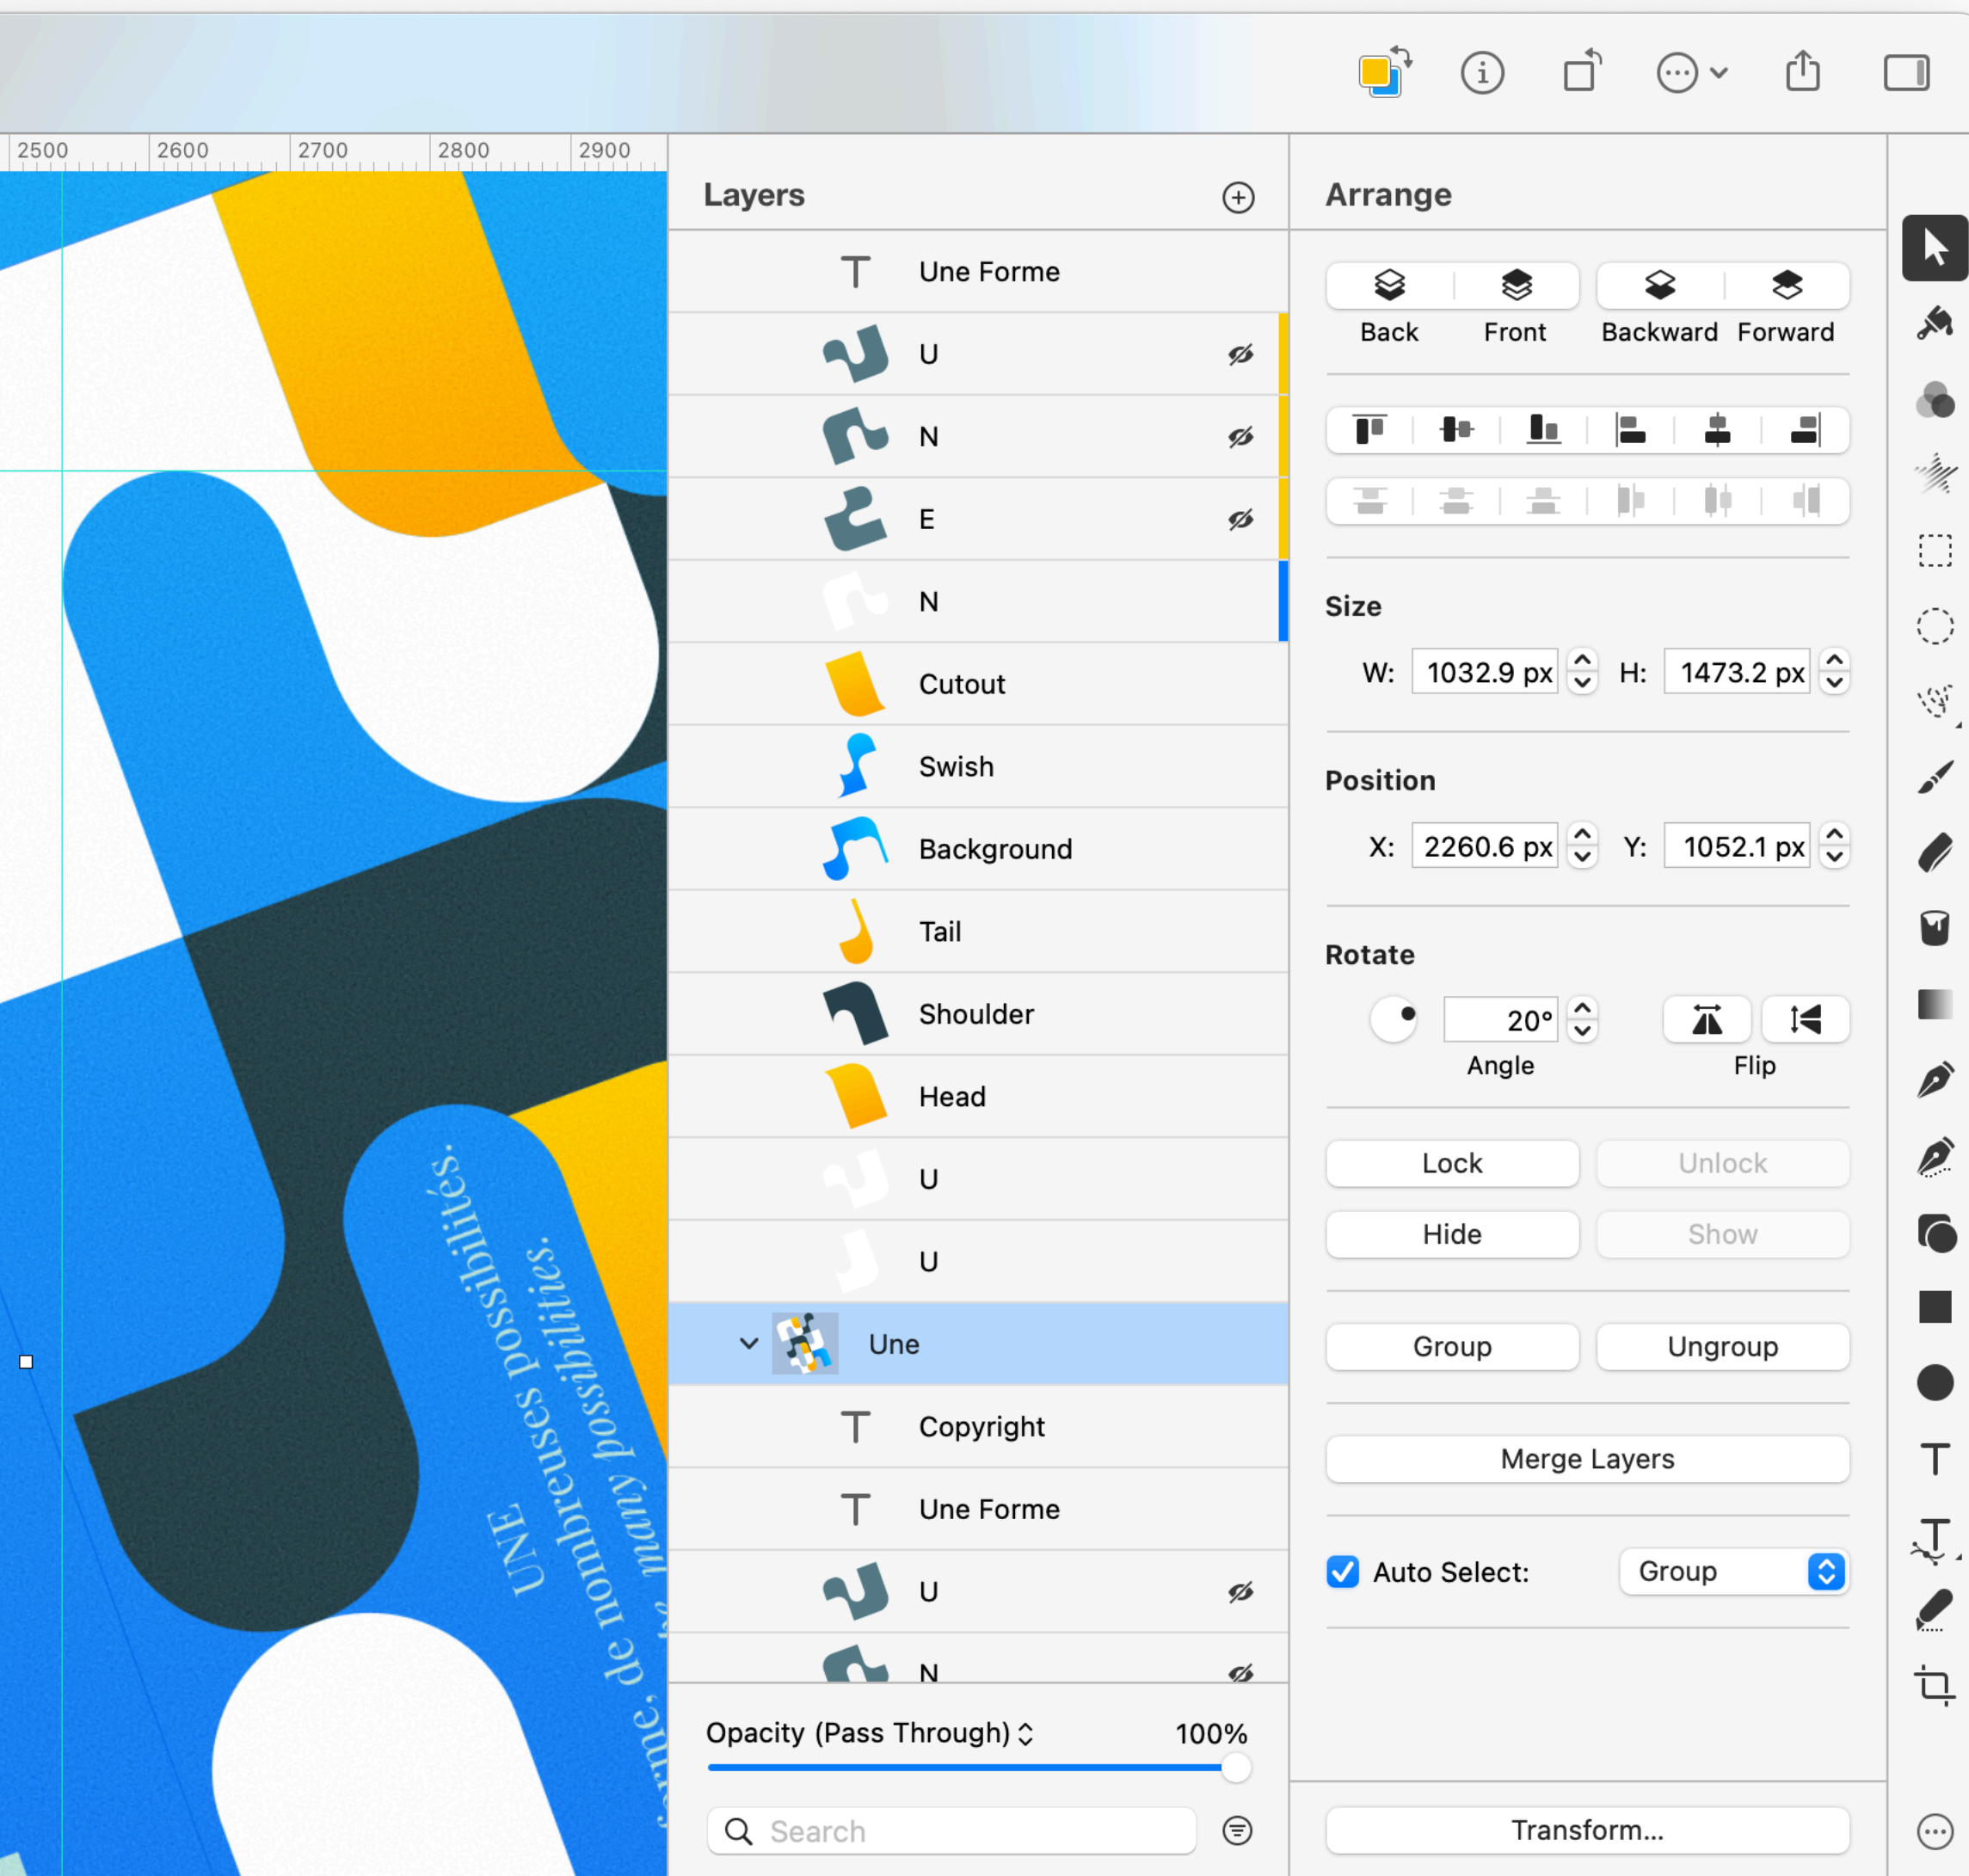 2500 2600 2700 2800 2900
Layers
Une Forme
U
N
E
N
Cutout
Swish
Background
Tail
Shoulder
Head
U
U
Une
Copyright
Une Forme
U
N
Opacity (Pass Through) 100%
Search
Arrange
Back Front Backward Forward
Size
W: 1032.9 px H: 1473.2 px
Position
X: 2260.6 px Y: 1052.1 px
Rotate
20°
Angle Flip
Lock Unlock
Hide Show
Group Ungroup
Merge Layers
Auto Select: Group
Transform...
UNE
de nombreuses possibilités.
many possibilities.